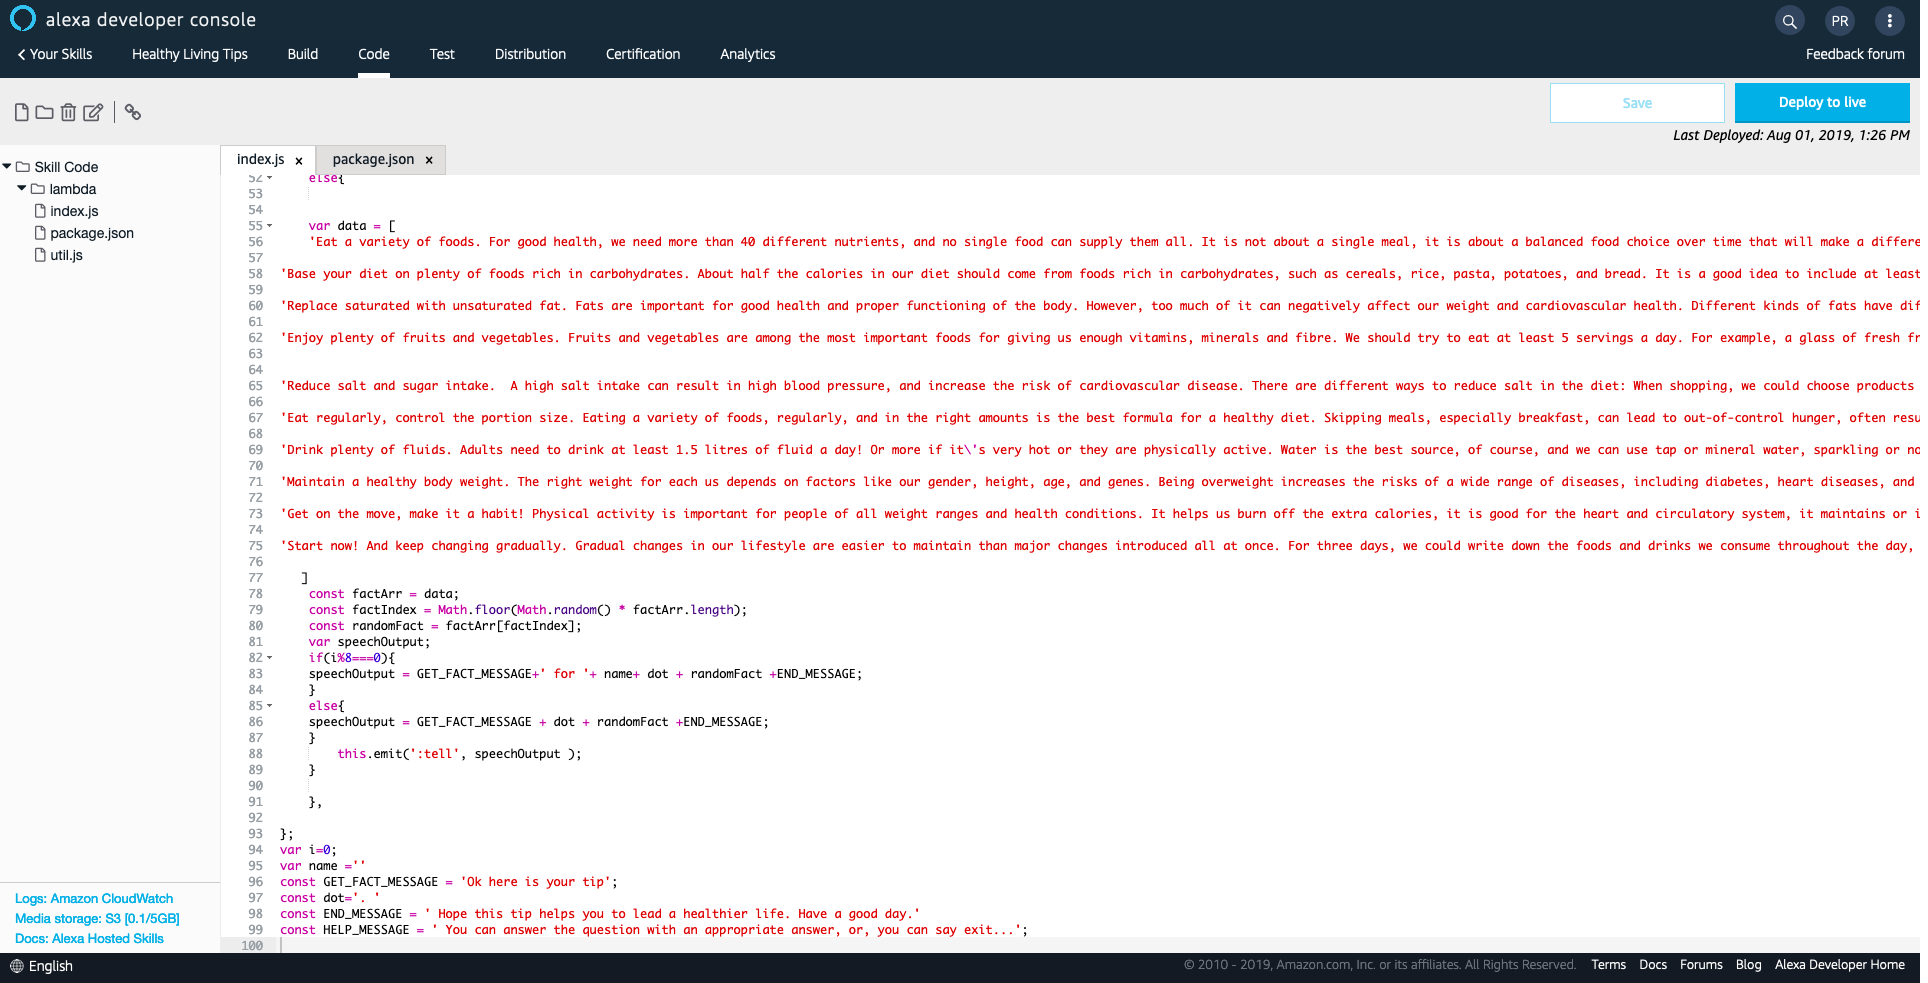 alexa developer console
PR
Your Skills Healthy Living Tips Build Code Test Distribution Certification Analytics Feedback forum
Save Deploy to live
Last Deployed: Aug 01, 2019, 1:26 PM
Skill Code
lambda
index.js
package.json
util.js
Logs: Amazon CloudWatch
Media storage: S3 [0.1/5GB]
Docs: Alexa Hosted Skills
index.js x package.json x
52 else{
53
54
55 var data = [
56 'Eat a variety of foods. For good health, we need more than 40 different nutrients, and no single food can supply them all. It is not about a single meal, it is about a balanced food choice over time that will make a differe
57
58 'Base your diet on plenty of foods rich in carbohydrates. About half the calories in our diet should come from foods rich in carbohydrates, such as cereals, rice, pasta, potatoes, and bread. It is a good idea to include at least
59
60 'Replace saturated with unsaturated fat. Fats are important for good health and proper functioning of the body. However, too much of it can negatively affect our weight and cardiovascular health. Different kinds of fats have dif
61
62 'Enjoy plenty of fruits and vegetables. Fruits and vegetables are among the most important foods for giving us enough vitamins, minerals and fibre. We should try to eat at least 5 servings a day. For example, a glass of fresh fr
63
64
65 'Reduce salt and sugar intake.  A high salt intake can result in high blood pressure, and increase the risk of cardiovascular disease. There are different ways to reduce salt in the diet: When shopping, we could choose products
66
67 'Eat regularly, control the portion size. Eating a variety of foods, regularly, and in the right amounts is the best formula for a healthy diet. Skipping meals, especially breakfast, can lead to out-of-control hunger, often resu
68
69 'Drink plenty of fluids. Adults need to drink at least 1.5 litres of fluid a day! Or more if it\'s very hot or they are physically active. Water is the best source, of course, and we can use tap or mineral water, sparkling or no
70
71 'Maintain a healthy body weight. The right weight for each us depends on factors like our gender, height, age, and genes. Being overweight increases the risks of a wide range of diseases, including diabetes, heart diseases, and
72
73 'Get on the move, make it a habit! Physical activity is important for people of all weight ranges and health conditions. It helps us burn off the extra calories, it is good for the heart and circulatory system, it maintains or i
74
75 'Start now! And keep changing gradually. Gradual changes in our lifestyle are easier to maintain than major changes introduced all at once. For three days, we could write down the foods and drinks we consume throughout the day,
76
77 ]
78 const factArr = data;
79 const factIndex = Math.floor(Math.random() * factArr.length);
80 const randomFact = factArr[factIndex];
81 var speechOutput;
82 if(i%8===0){
83 speechOutput = GET_FACT_MESSAGE+' for '+ name+ dot + randomFact +END_MESSAGE;
84 }
85 else{
86 speechOutput = GET_FACT_MESSAGE + dot + randomFact +END_MESSAGE;
87 }
88 this.emit(':tell', speechOutput );
89 }
90
91 },
92
93 };
94 var i=0;
95 var name =''
96 const GET_FACT_MESSAGE = 'Ok here is your tip';
97 const dot='. '
98 const END_MESSAGE = ' Hope this tip helps you to lead a healthier life. Have a good day.'
99 const HELP_MESSAGE = ' You can answer the question with an appropriate answer, or, you can say exit...';
100
English
© 2010 - 2019, Amazon.com, Inc. or its affiliates. All Rights Reserved. Terms Docs Forums Blog Alexa Developer Home